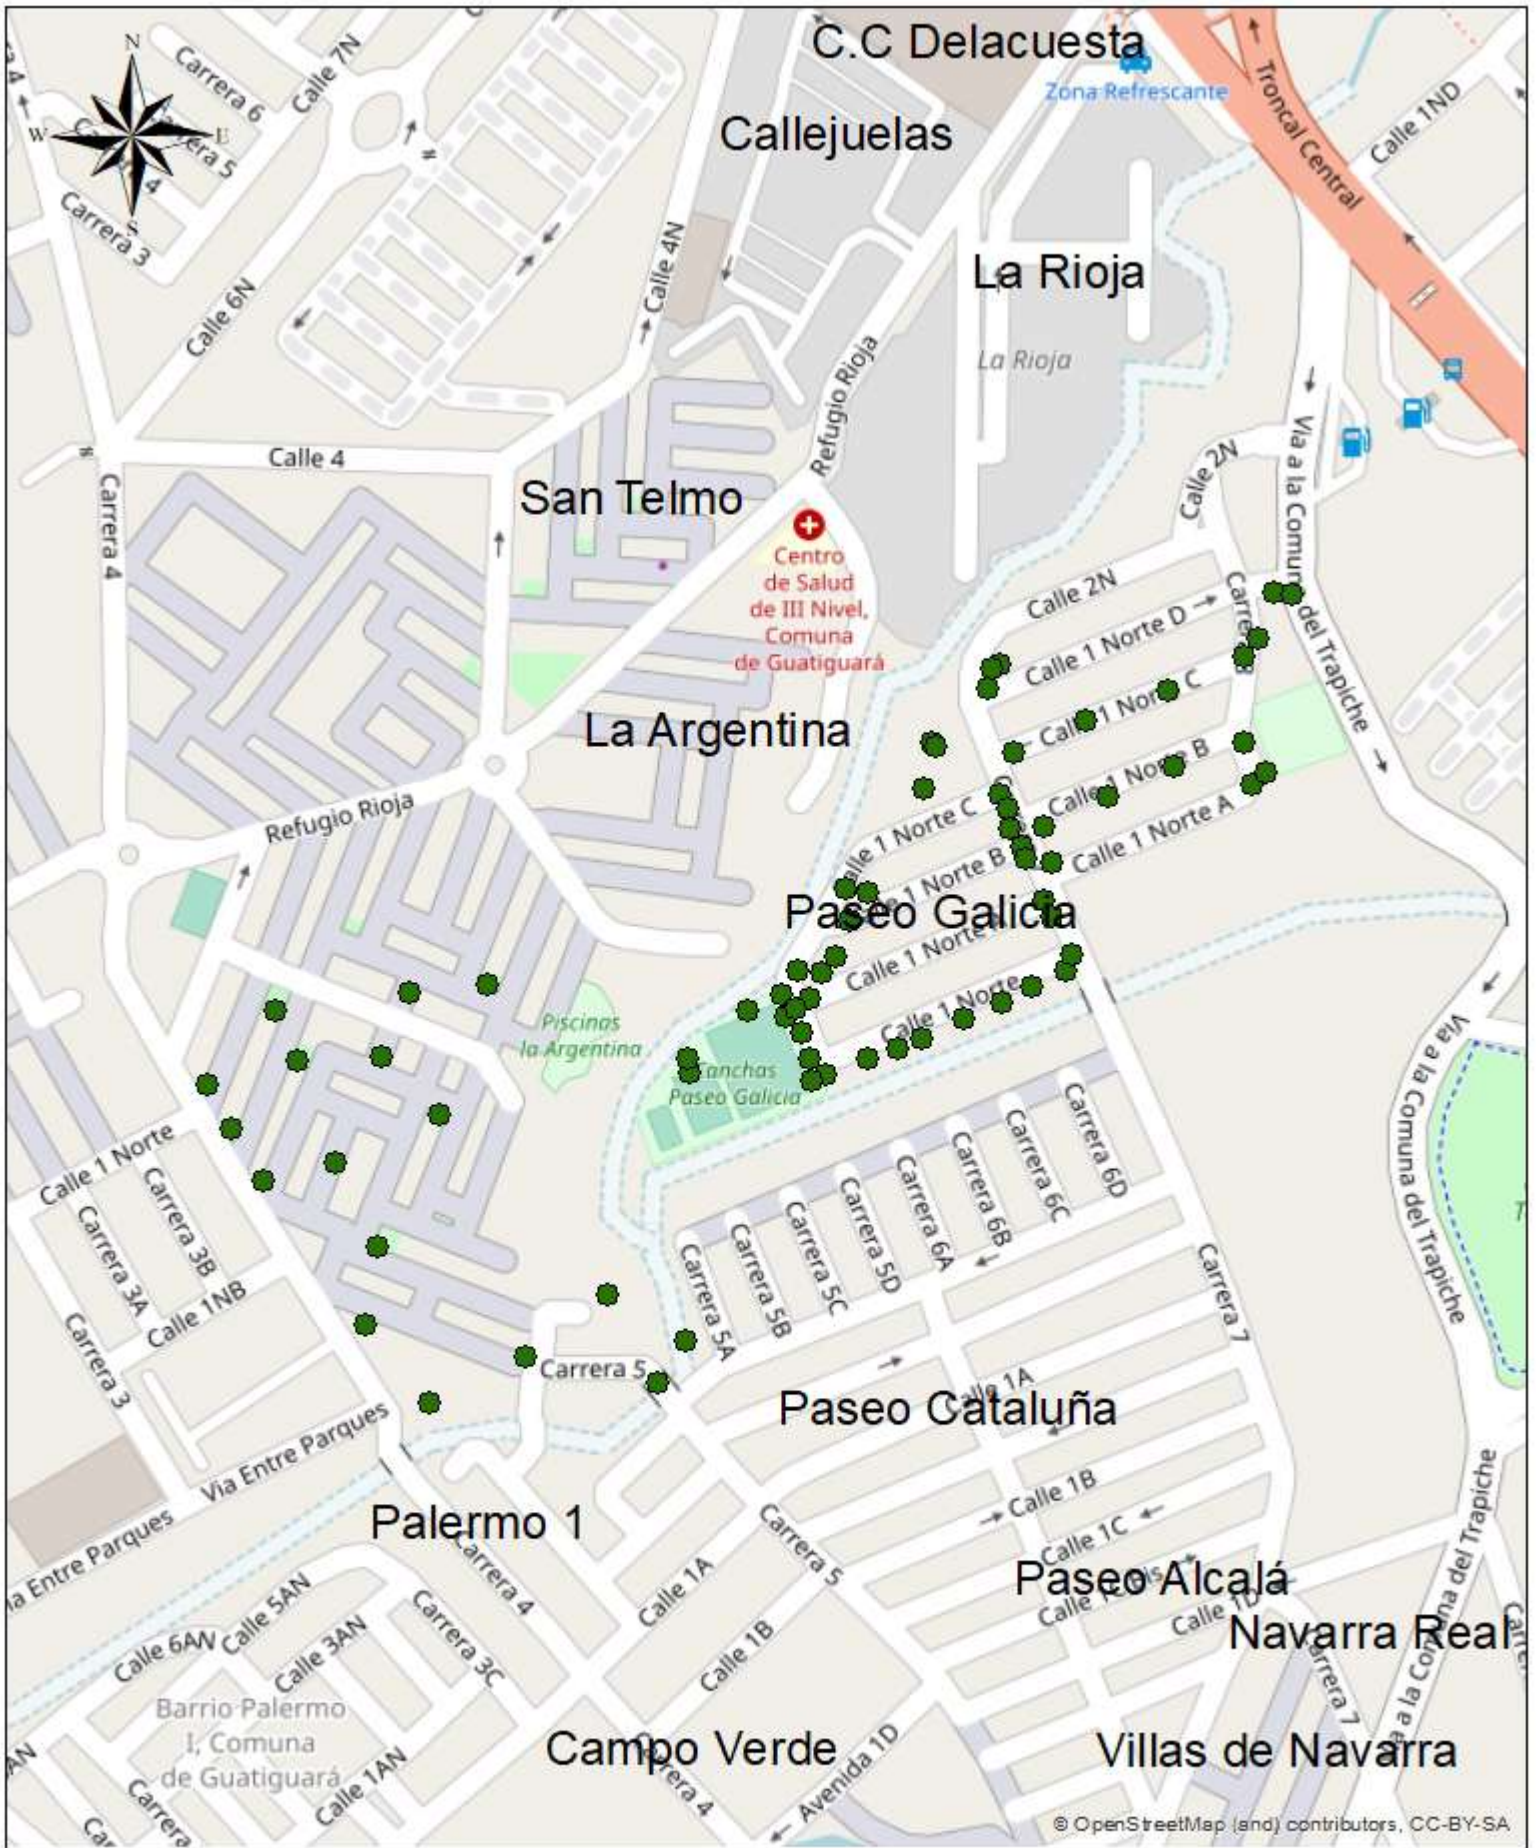 C.C Delacuesta
Zona Refrescante
Troncal Central
Calle 1ND
N
W
E
S
Carrera 6
Calle 7N
Carrera 3
Callejuelas
Calle 6N
Calle 4N
La Rioja
La Rioja
Refugio Rioja
Calle 4
Carrera 4
San Telmo
Calle 2N
Via a la Comuna del Trapiche
Centro
de Salud
de III Nivel,
Comuna
de Guatiguará
Calle 2N
Calle 1 Norte D
Calle 1 Norte C
La Argentina
Calle 1 Norte B
Refugio Rioja
Calle 1 Norte C
Calle 1 Norte A
Calle 1 Norte B
Paseo Galicia
Calle 1 Norte A
Calle 1 Norte
Piscinas
la Argentina
Canchas
Paseo Galicia
Via a la Comuna del Trapiche
Calle 1 Norte
Carrera 3B
Carrera 3A
Calle 1NB
Carrera 3
Carrera 6D
Carrera 6C
Carrera 6B
Carrera 6A
Carrera 5D
Carrera 5C
Carrera 5B
Carrera 5A
Carrera 7
Carrera 5
Calle 1A
Paseo Cataluña
Via Entre Parques
Via Entre Parques
Calle 1B
Palermo 1
Carrera 4
Carrera 5
Calle 1C
Calle 1A
Paseo Alcalá
Calle 1D
Navarra Real
Via a la Comuna del Trapiche
Calle 5AN
Calle 6AN
Calle 3AN
Carrera 3C
Calle 1B
Barrio Palermo
I, Comuna
de Guatiguará
Calle 1AN
Carrera
Campo Verde
Carrera 4
Avenida 1D
Carrera 7
Villas de Navarra
© OpenStreetMap (and) contributors, CC-BY-SA